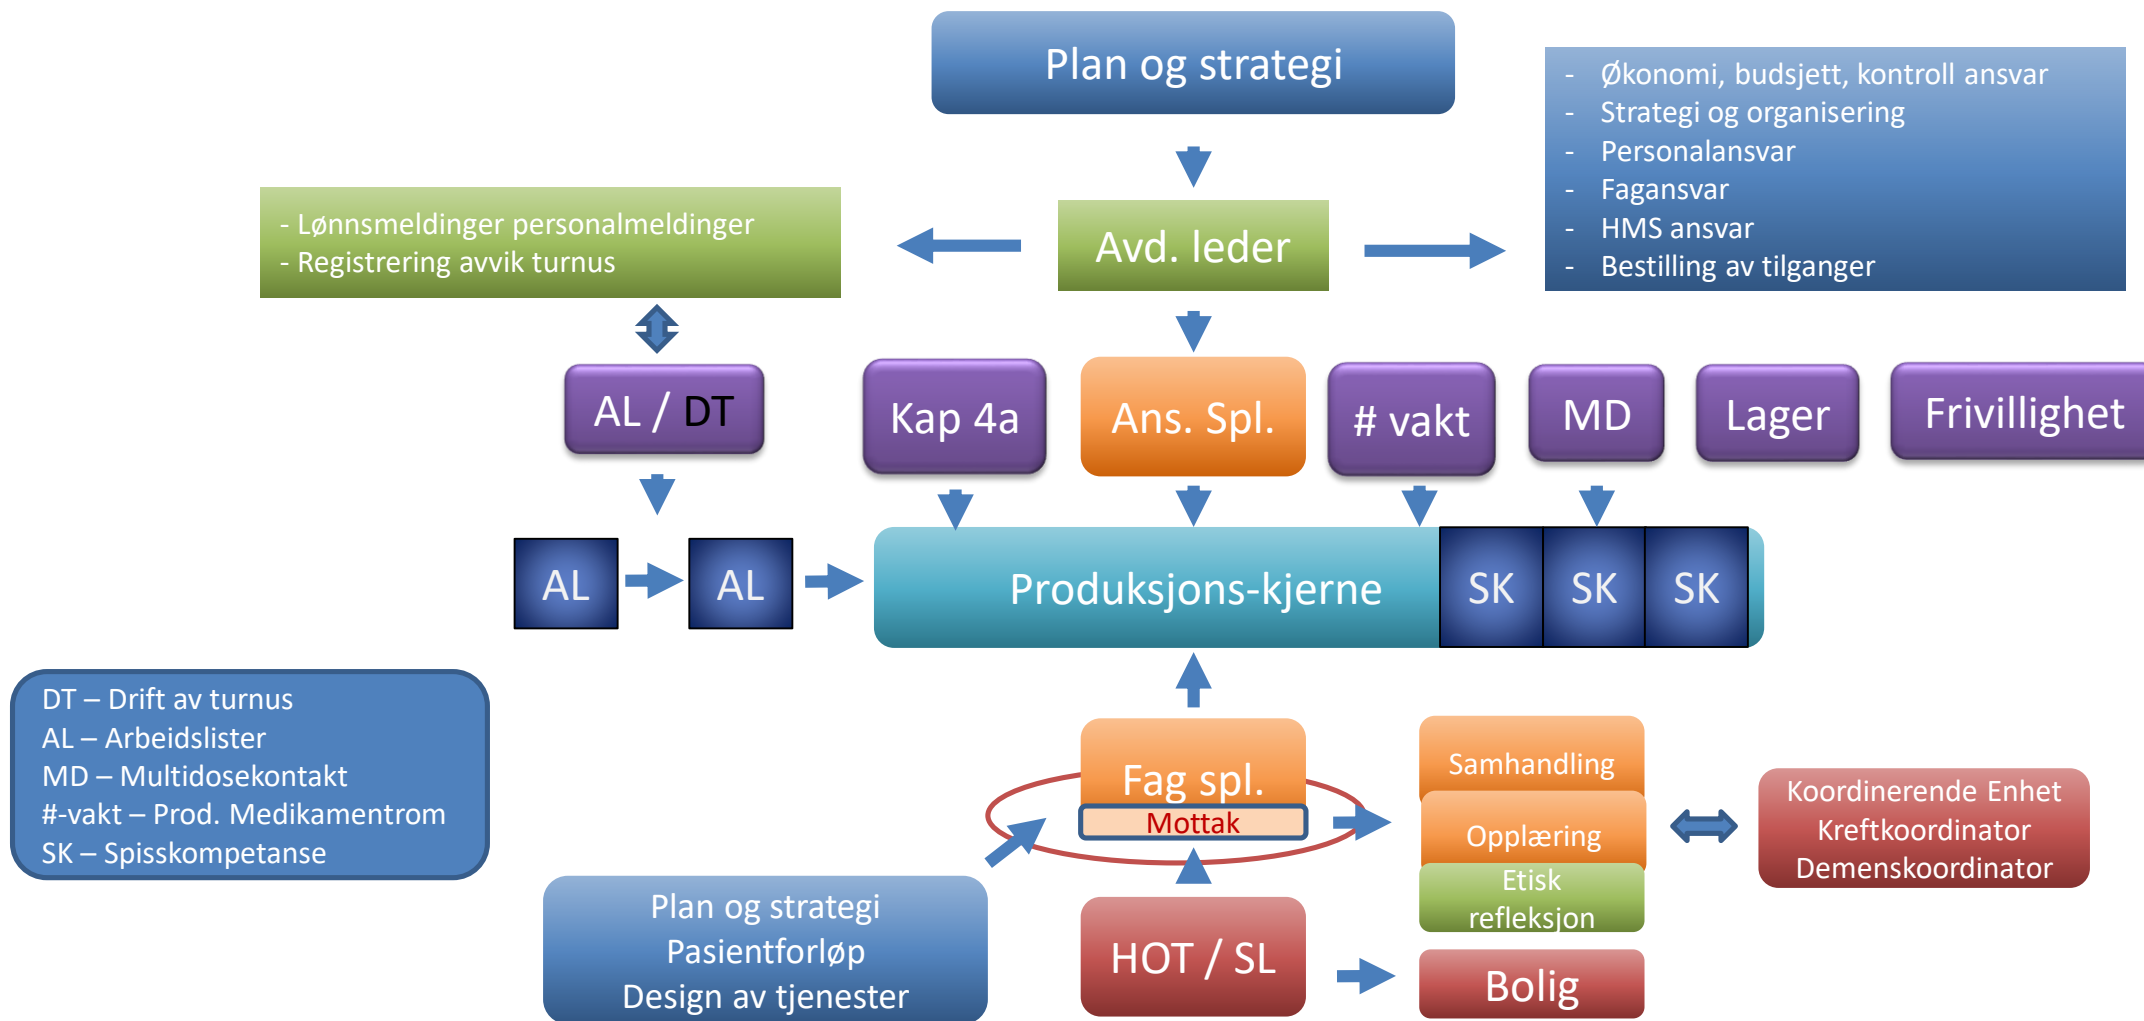 Plan og strategi
- Økonomi, budsjett, kontroll ansvar
- Strategi og organisering
- Personalansvar
- Fagansvar
- HMS ansvar
- Bestilling av tilganger
- Lønnsmeldinger personalmeldinger
- Registrering avvik turnus
Avd. leder
AL / DT
Kap 4a
Ans. Spl.
# vakt
MD
Lager
Frivillighet
AL
AL
Produksjons-kjerne
SK
SK
SK
DT – Drift av turnus
AL – Arbeidslister
MD – Multidosekontakt
#-vakt – Prod. Medikamentrom
SK – Spisskompetanse
Fag spl.
Mottak
Samhandling
Opplæring
Etisk
refleksjon
Koordinerende Enhet
Kreftkoordinator
Demenskoordinator
Plan og strategi
Pasientforløp
Design av tjenester
HOT / SL
Bolig